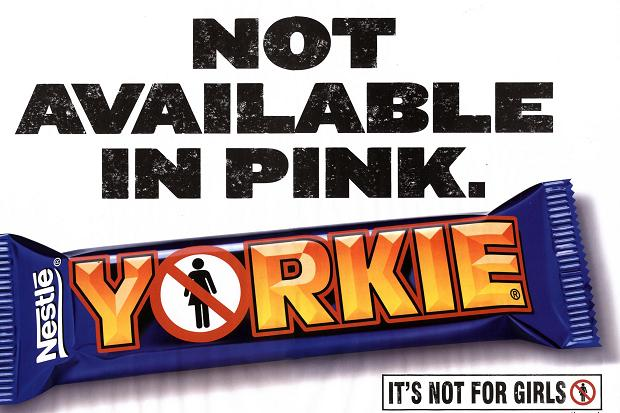 NOT
AVAILABLE
IN PINK.
Nestlé®
YORKIE®
IT'S NOT FOR GIRLS